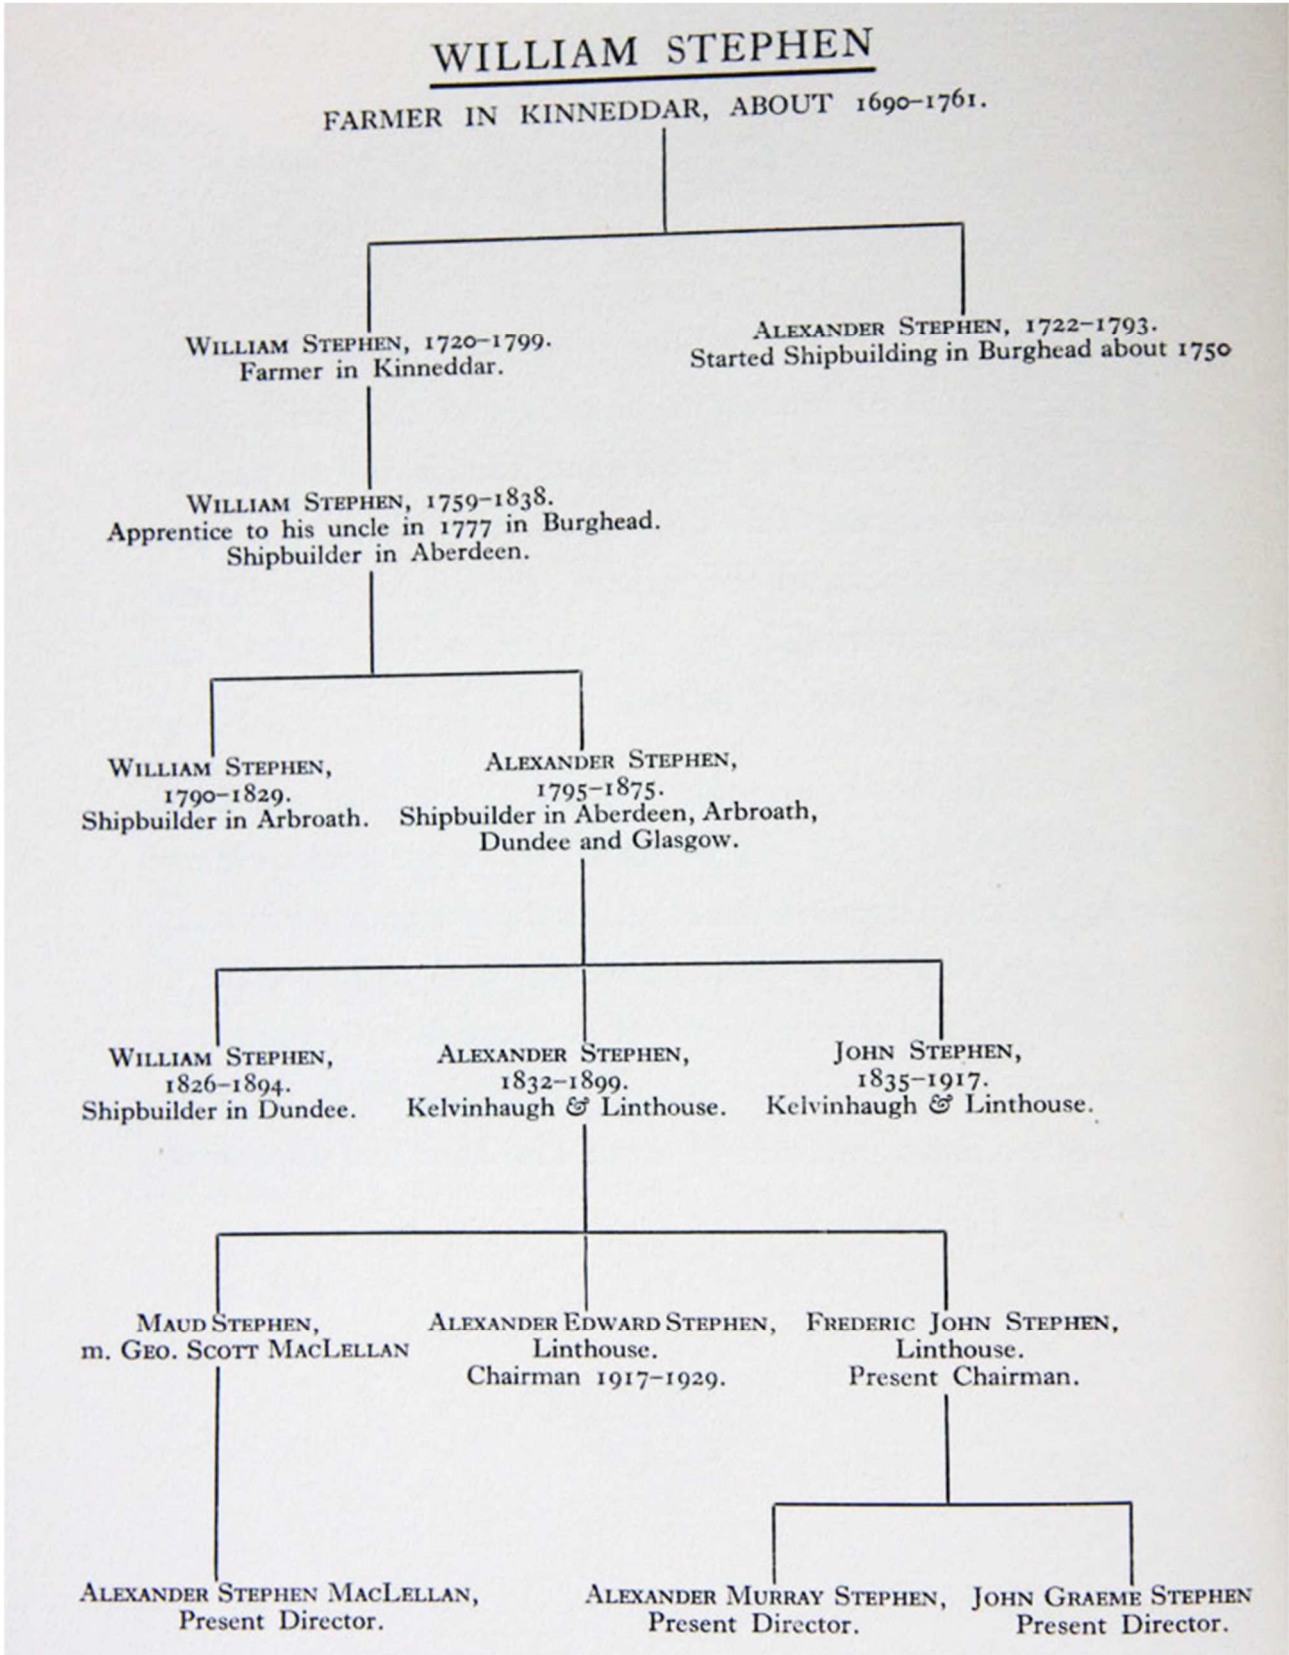 WILLIAM STEPHEN
FARMER IN KINNEDDAR, ABOUT 1690–1761.
WILLIAM STEPHEN, 1720–1799.
Farmer in Kinneddar.
ALEXANDER STEPHEN, 1722–1793.
Started Shipbuilding in Burghead about 1750
WILLIAM STEPHEN, 1759–1838.
Apprentice to his uncle in 1777 in Burghead.
Shipbuilder in Aberdeen.
WILLIAM STEPHEN,
1790–1829.
Shipbuilder in Arbroath.
ALEXANDER STEPHEN,
1795–1875.
Shipbuilder in Aberdeen, Arbroath,
Dundee and Glasgow.
WILLIAM STEPHEN,
1826–1894.
Shipbuilder in Dundee.
ALEXANDER STEPHEN,
1832–1899.
Kelvinhaugh & Linthouse.
JOHN STEPHEN,
1835–1917.
Kelvinhaugh & Linthouse.
MAUD STEPHEN,
m. GEO. SCOTT MACLELLAN
ALEXANDER EDWARD STEPHEN,
Linthouse.
Chairman 1917–1929.
FREDERIC JOHN STEPHEN,
Linthouse.
Present Chairman.
ALEXANDER STEPHEN MACLELLAN,
Present Director.
ALEXANDER MURRAY STEPHEN,
Present Director.
JOHN GRAEME STEPHEN
Present Director.